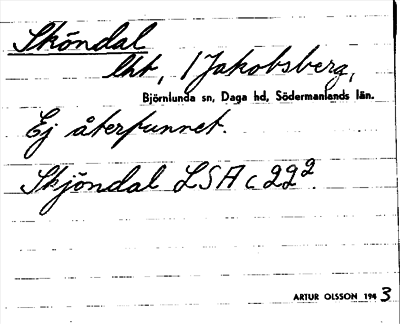 Sköndal
lht, / Jakobsberg,
Björnlunda sn, Daga hd, Södermanlands län.
Ej återfunnet.
Skjöndal LSA c 22²
ARTUR OLSSON 1943